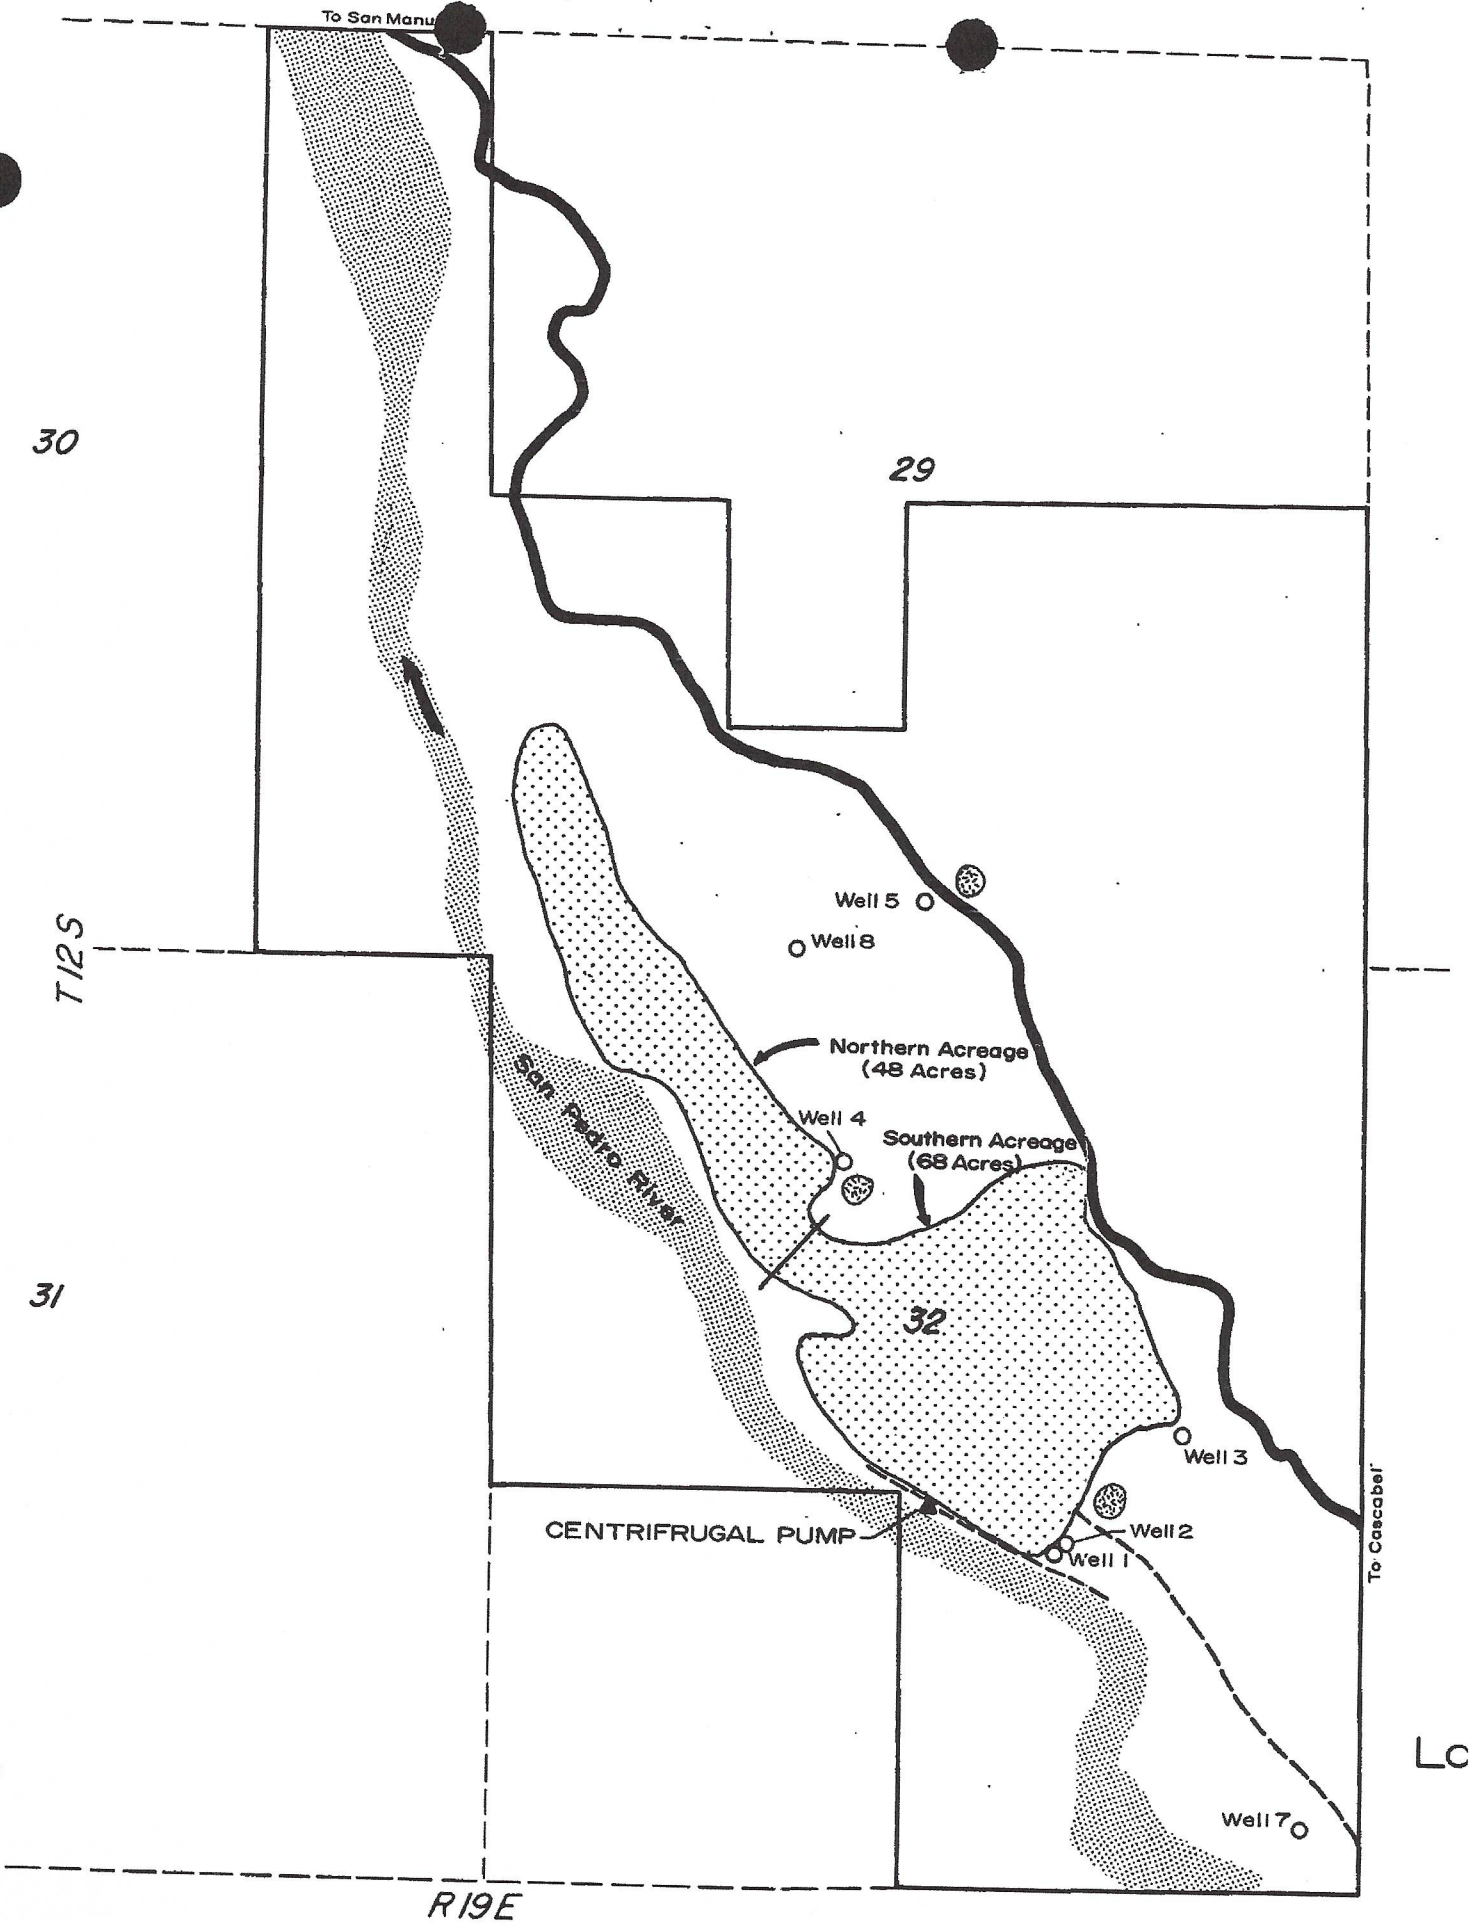 To San Manu
30
29
T12S
Well 5
Well 8
Northern Acreage
(48 Acres)
Well 4
Southern Acreage
(68 Acres)
San Pedro River
31
32
Well 3
CENTRIFRUGAL PUMP
Well 2
Well 1
To Cascabel
Lo
Well 7
R19E